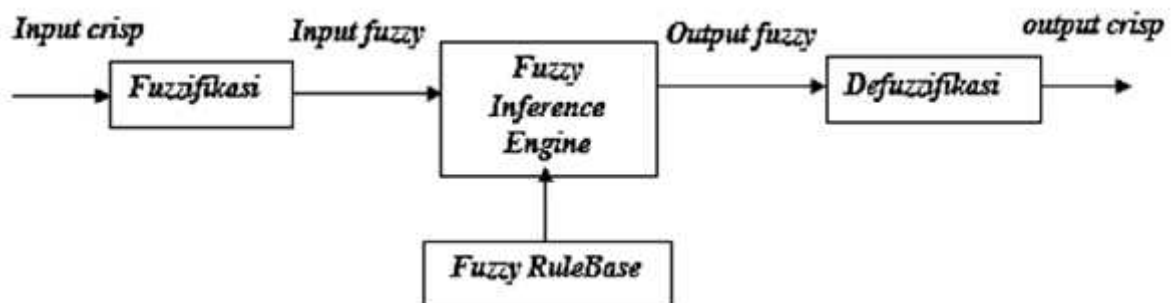 Input crisp
Input fuzzy
Output fuzzy
output crisp
Fuzzifikasi
Fuzzy
Inference
Engine
Defuzzifikasi
Fuzzy RuleBase